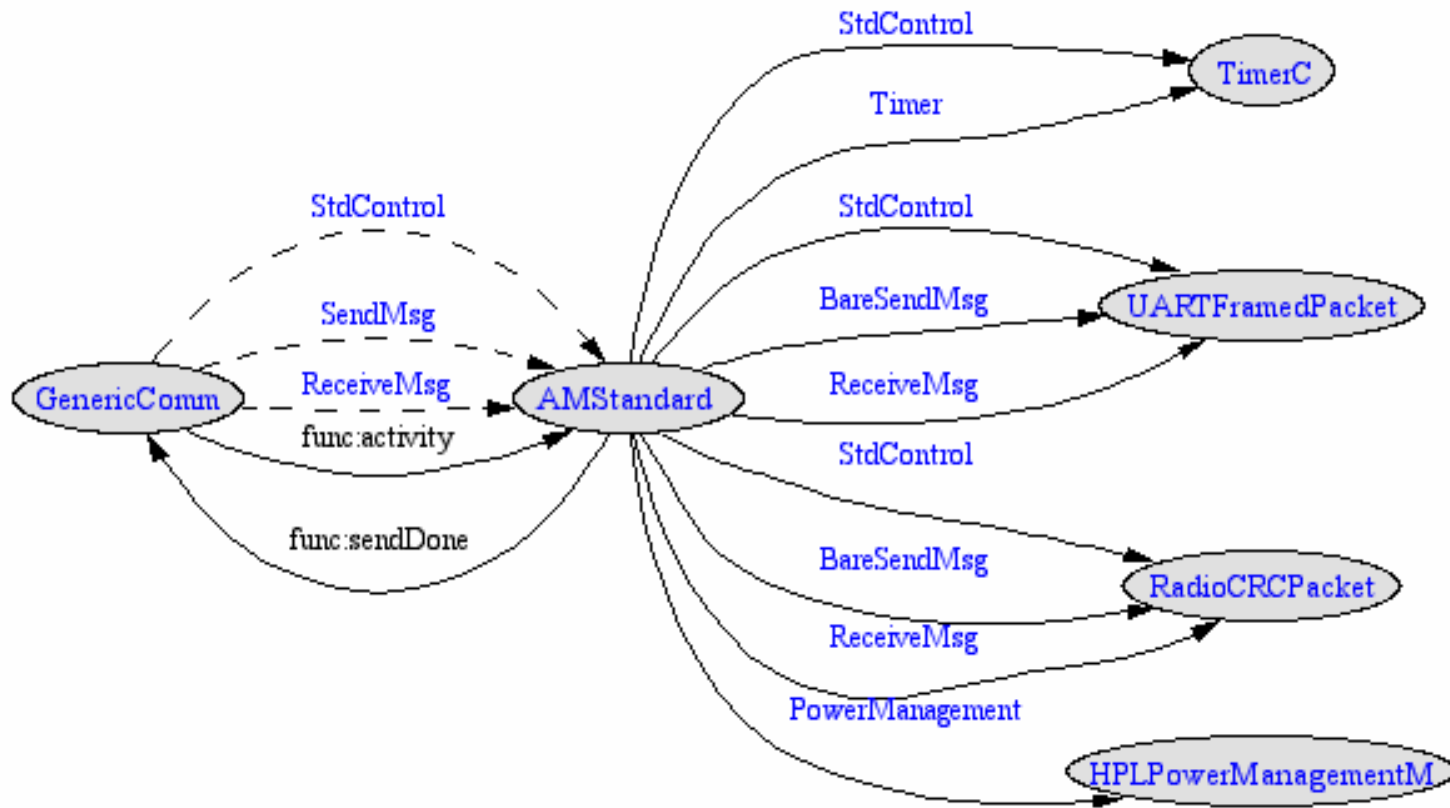 StdControl
TimerC
Timer
StdControl
StdControl
BareSendMsg
UARTFramedPacket
SendMsg
ReceiveMsg
ReceiveMsg
GenericComm
AMStandard
func:activity
StdControl
func:sendDone
BareSendMsg
RadioCRCPacket
ReceiveMsg
PowerManagement
HPLPowerManagementM